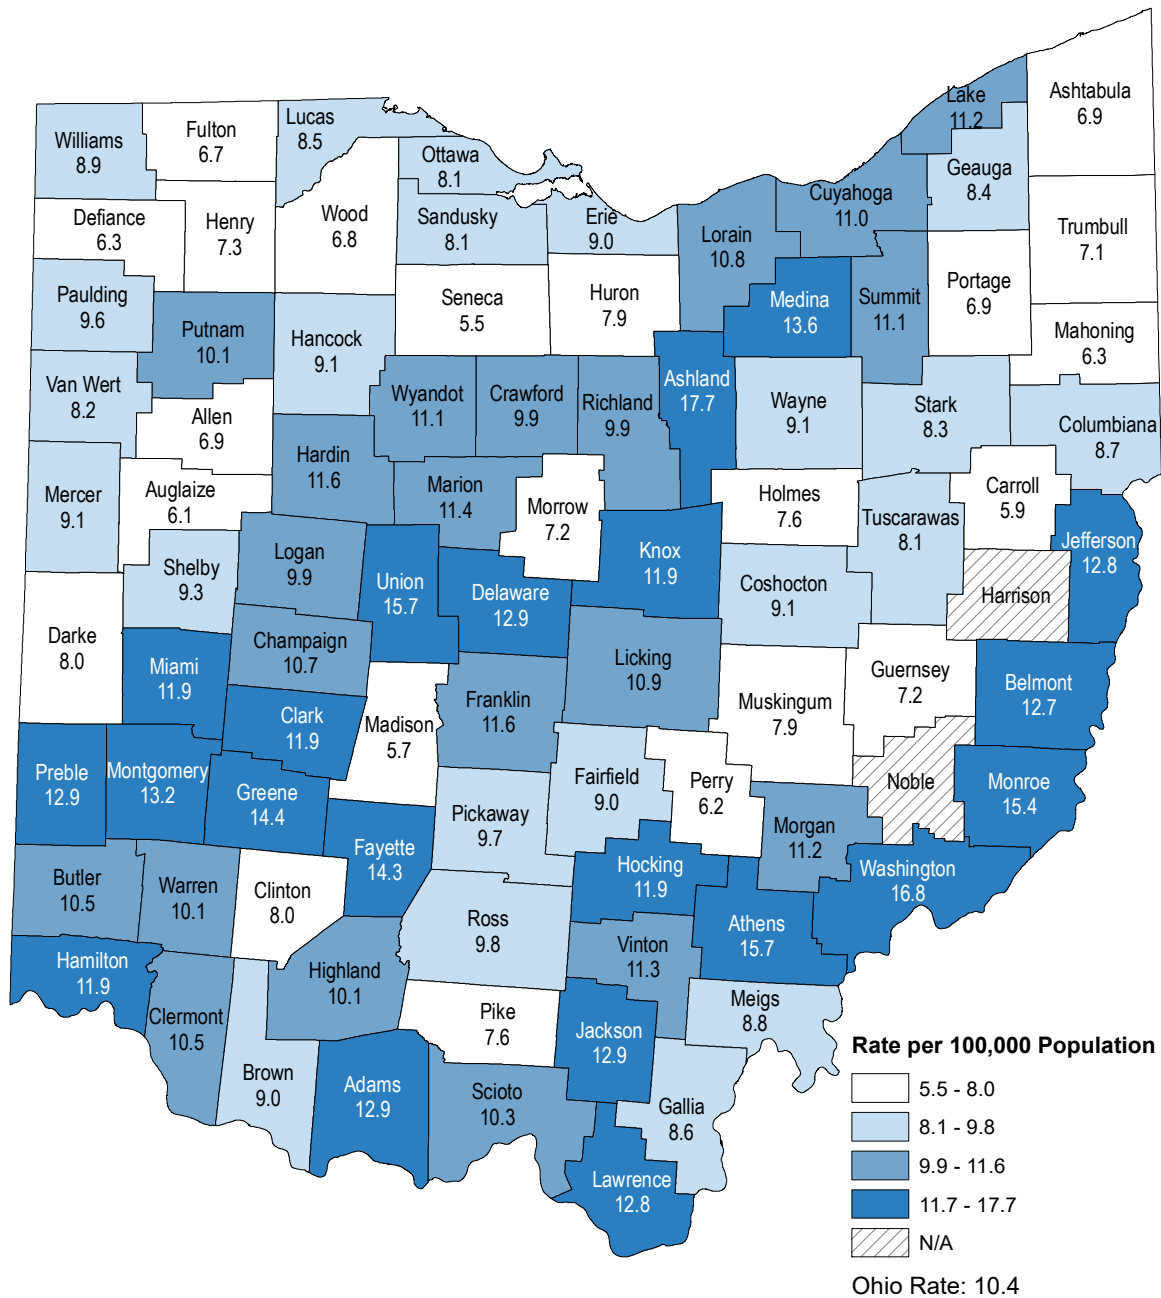 Williams
8.9
Fulton
6.7
Lucas
8.5
Ottawa
8.1
Lake
11.2
Ashtabula
6.9
Geauga
8.4
Cuyahoga
11.0
Defiance
6.3
Henry
7.3
Wood
6.8
Sandusky
8.1
Erie
9.0
Lorain
10.8
Trumbull
7.1
Paulding
9.6
Putnam
10.1
Hancock
9.1
Seneca
5.5
Huron
7.9
Medina
13.6
Summit
11.1
Portage
6.9
Mahoning
6.3
Van Wert
8.2
Allen
6.9
Wyandot
11.1
Crawford
9.9
Richland
9.9
Ashland
17.7
Wayne
9.1
Stark
8.3
Columbiana
8.7
Mercer
9.1
Auglaize
6.1
Hardin
11.6
Marion
11.4
Morrow
7.2
Holmes
7.6
Tuscarawas
8.1
Carroll
5.9
Jefferson
12.8
Shelby
9.3
Logan
9.9
Union
15.7
Delaware
12.9
Knox
11.9
Coshocton
9.1
Harrison
Darke
8.0
Miami
11.9
Champaign
10.7
Licking
10.9
Muskingum
7.9
Guernsey
7.2
Belmont
12.7
Clark
11.9
Madison
5.7
Franklin
11.6
Preble
12.9
Montgomery
13.2
Greene
14.4
Fairfield
9.0
Perry
6.2
Noble
Monroe
15.4
Fayette
14.3
Pickaway
9.7
Morgan
11.2
Washington
16.8
Butler
10.5
Warren
10.1
Clinton
8.0
Hocking
11.9
Athens
15.7
Ross
9.8
Vinton
11.3
Hamilton
11.9
Highland
10.1
Clermont
10.5
Pike
7.6
Jackson
12.9
Meigs
8.8
Brown
9.0
Adams
12.9
Scioto
10.3
Gallia
8.6
Lawrence
12.8
Rate per 100,000 Population
5.5 - 8.0
8.1 - 9.8
9.9 - 11.6
11.7 - 17.7
N/A
Ohio Rate: 10.4